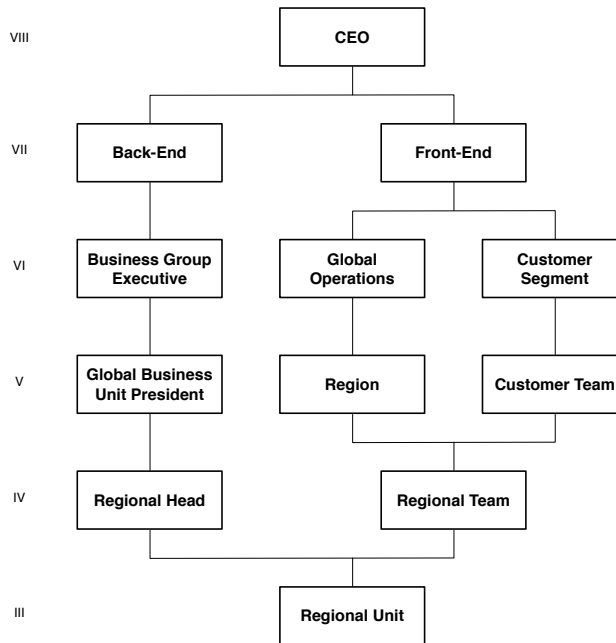 VIII
CEO
VII
Back-End
Front-End
VI
Business Group
Executive
Global
Operations
Customer
Segment
V
Global Business
Unit President
Region
Customer Team
IV
Regional Head
Regional Team
III
Regional Unit